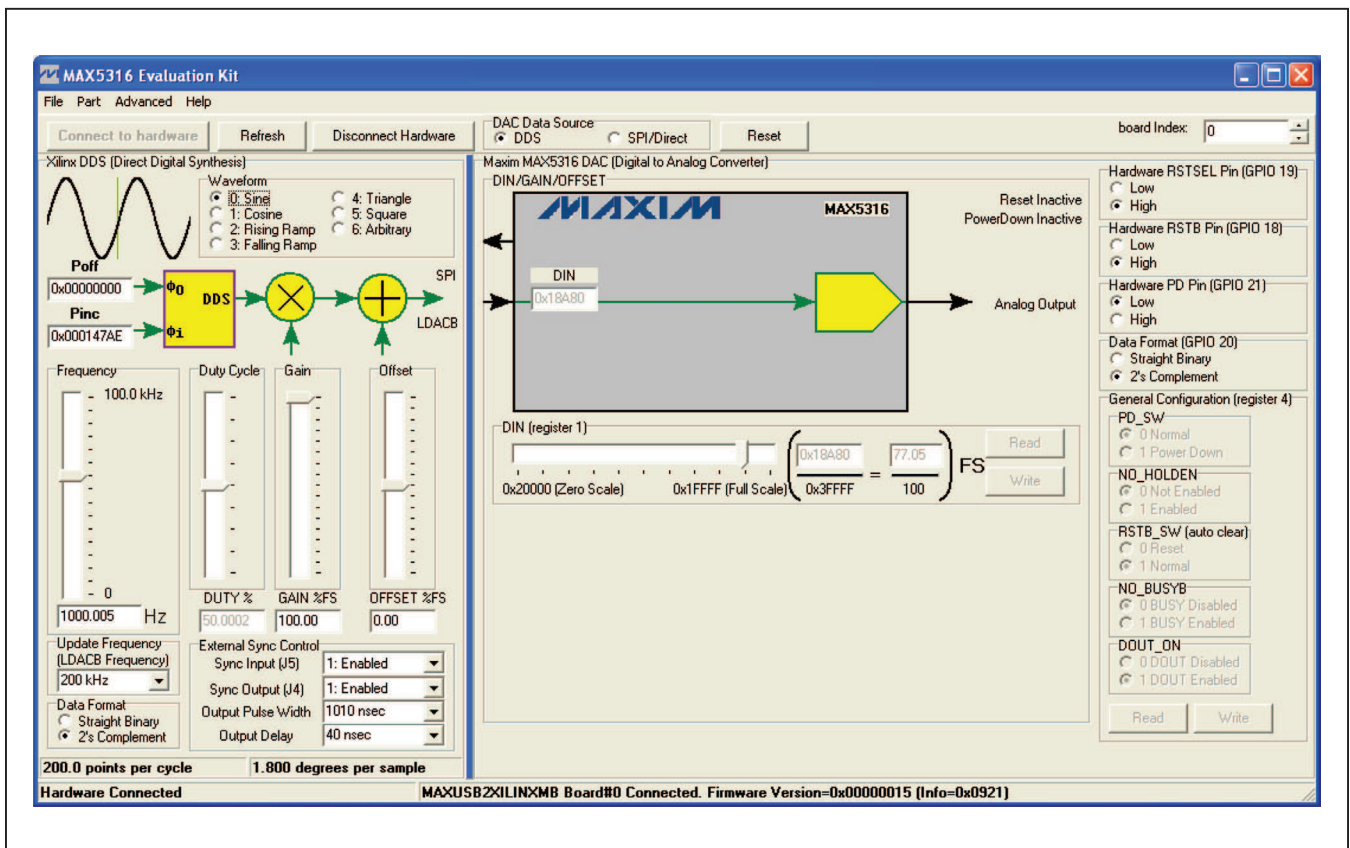 MAX5316 Evaluation Kit
File Part Advanced Help
Connect to hardware Refresh Disconnect Hardware
DAC Data Source
DDS SPI/Direct
Reset
board Index: 0
Xilinx DDS (Direct Digital Synthesis)
Waveform
0: Sine
1: Cosine
2: Rising Ramp
3: Falling Ramp
4: Triangle
5: Square
6: Arbitrary
Poff
0x00000000
Pinc
0x000147AE
Φo
Φi
DDS
SPI
LDACB
Frequency
100.0 kHz
0
1000.005 Hz
Duty Cycle
DUTY %
50.0002
Gain
GAIN %FS
100.00
Offset
OFFSET %FS
0.00
Update Frequency
(LDACB Frequency)
200 kHz
Data Format
Straight Binary
2's Complement
External Sync Control
Sync Input (J5) 1: Enabled
Sync Output (J4) 1: Enabled
Output Pulse Width 1010 nsec
Output Delay 40 nsec
200.0 points per cycle 1.800 degrees per sample
Maxim MAX5316 DAC (Digital to Analog Converter)
DIN/GAIN/OFFSET
MAXIM
MAX5316
DIN
0x18A80
Reset Inactive
PowerDown Inactive
Analog Output
DIN (register 1)
0x20000 (Zero Scale) 0x1FFFF (Full Scale)
0x18A80
0x3FFFF
=
77.05
100
FS
Read
Write
Hardware RSTSEL Pin (GPIO 19)
Low
High
Hardware RSTB Pin (GPIO 18)
Low
High
Hardware PD Pin (GPIO 21)
Low
High
Data Format (GPIO 20)
Straight Binary
2's Complement
General Configuration (register 4)
PD_SW
0 Normal
1 Power Down
NO_HOLDEN
0 Not Enabled
1 Enabled
RSTB_SW (auto clear)
0 Reset
1 Normal
NO_BUSYB
0 BUSY Disabled
1 BUSY Enabled
DOUT_ON
0 DOUT Disabled
1 DOUT Enabled
Read Write
Hardware Connected
MAXUSB2XILINXMB Board#0 Connected. Firmware Version=0x00000015 (Info=0x0921)